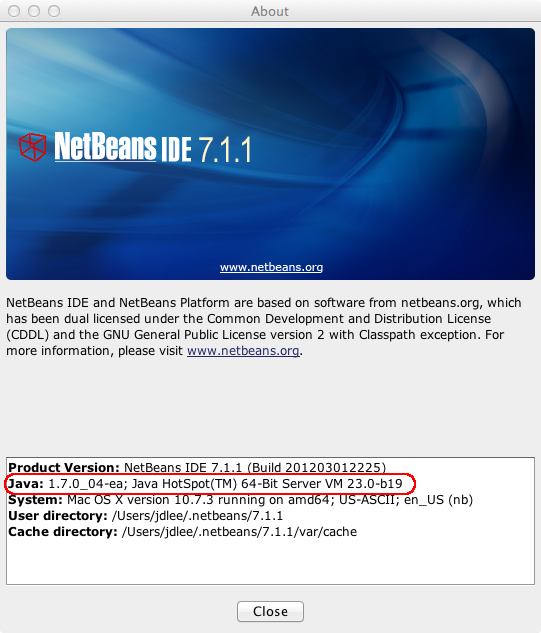 About
NetBeans IDE 7.1.1
www.netbeans.org
NetBeans IDE and NetBeans Platform are based on software from netbeans.org, which
has been dual licensed under the Common Development and Distribution License
(CDDL) and the GNU General Public License version 2 with Classpath exception. For
more information, please visit www.netbeans.org.
Product Version: NetBeans IDE 7.1.1 (Build 201203012225)
Java: 1.7.0_04-ea; Java HotSpot(TM) 64-Bit Server VM 23.0-b19
System: Mac OS X version 10.7.3 running on amd64; US-ASCII; en_US (nb)
User directory: /Users/jdlee/.netbeans/7.1.1
Cache directory: /Users/jdlee/.netbeans/7.1.1/var/cache
Close